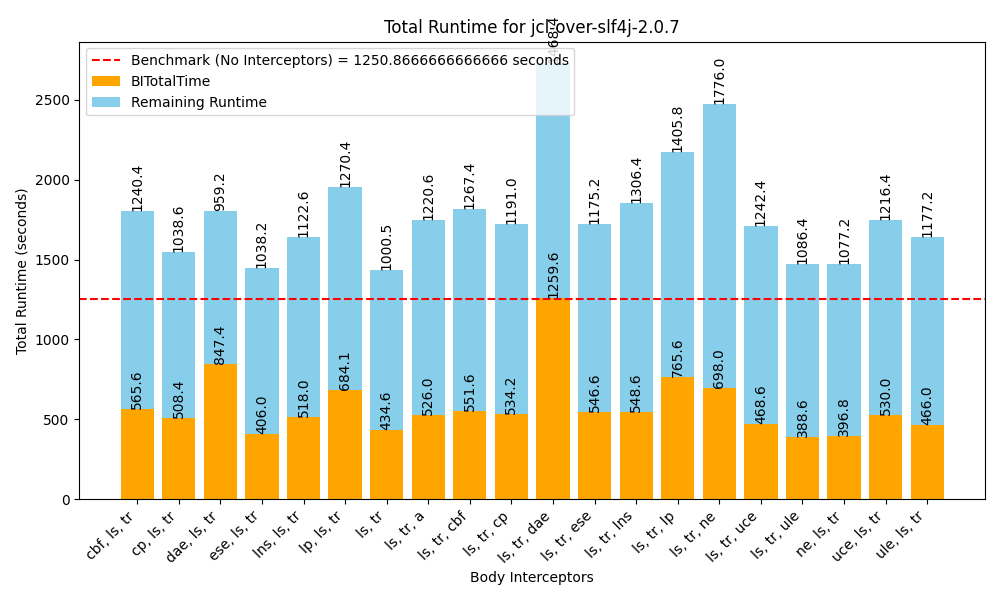 Total Runtime for jcl-over-slf4j-2.0.7
Benchmark (No Interceptors) = 1250.8666666666666 seconds
BITotalTime
Remaining Runtime
Total Runtime (seconds)
2500
2000
1500
1000
500
0
1240.4
1038.6
959.2
1038.2
1122.6
1270.4
1000.5
1220.6
1267.4
1191.0
1175.2
1306.4
1405.8
1776.0
1242.4
1086.4
1077.2
1216.4
1177.2
565.6
508.4
847.4
406.0
518.0
684.1
434.6
526.0
551.6
534.2
1259.6
546.6
548.6
765.6
698.0
468.6
388.6
396.8
530.0
466.0
cbf, ls, tr
cp, ls, tr
dae, ls, tr
ese, ls, tr
lns, ls, tr
lp, ls, tr
ls, tr
ls, tr, a
ls, tr, cbf
ls, tr, cp
ls, tr, dae
ls, tr, ese
ls, tr, lns
ls, tr, lp
ls, tr, ne
ls, tr, uce
ls, tr, ule
ne, ls, tr
uce, ls, tr
ule, ls, tr
Body Interceptors